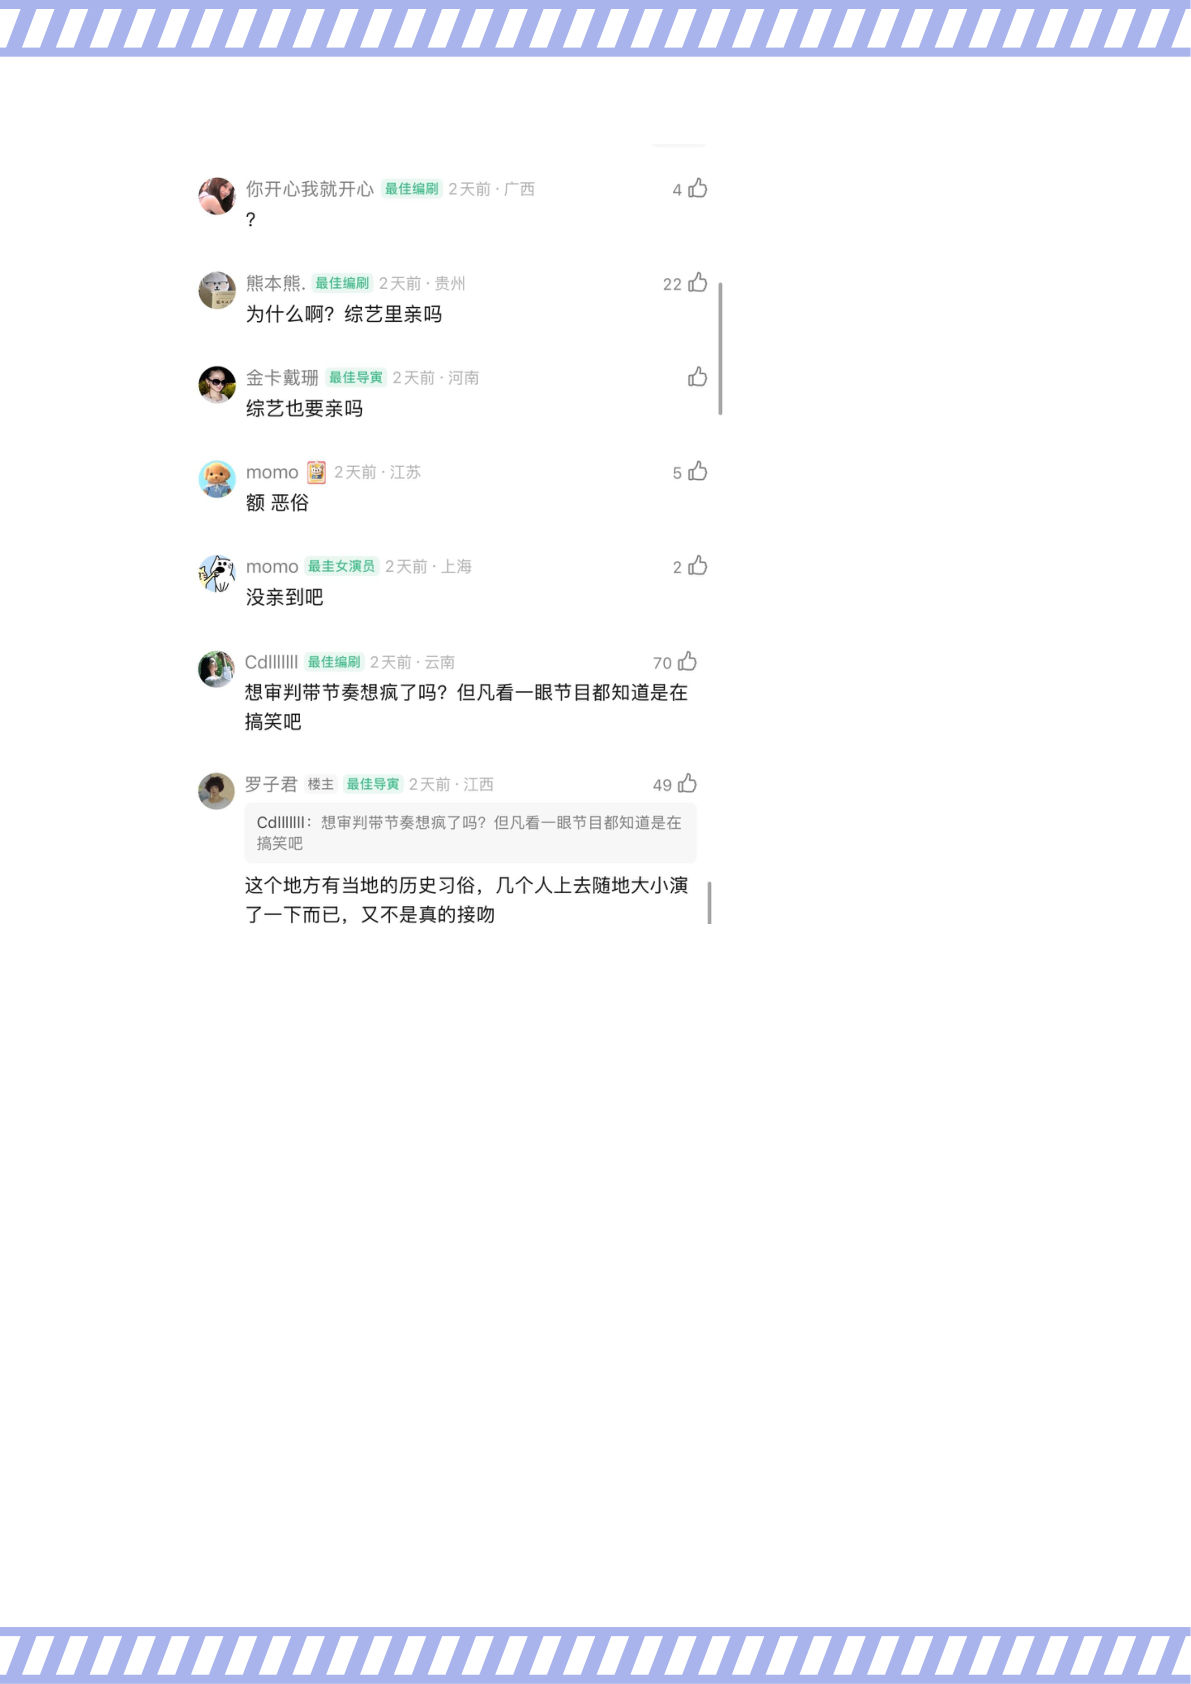 你开心我就开心 最佳编刷 2天前 · 广西 4
?
熊本熊. 最佳编刷 2天前 · 贵州 22
为什么啊? 综艺里亲吗
金卡戴珊 最佳导寅 2天前 · 河南
综艺也要亲吗
momo 2天前 · 江苏 5
额 恶俗
momo 最圭女演员 2天前 · 上海 2
没亲到吧
Cdlllllll 最佳编刷 2天前 · 云南 70
想审判带节奏想疯了吗？但凡看一眼节目都知道是在
搞笑吧
罗子君 楼主 最佳导寅 2天前 · 江西 49
Cdlllllll：想审判带节奏想疯了吗？但凡看一眼节目都知道是在
搞笑吧
这个地方有当地的历史习俗，几个人上去随地大小演
了一下而已，又不是真的接吻